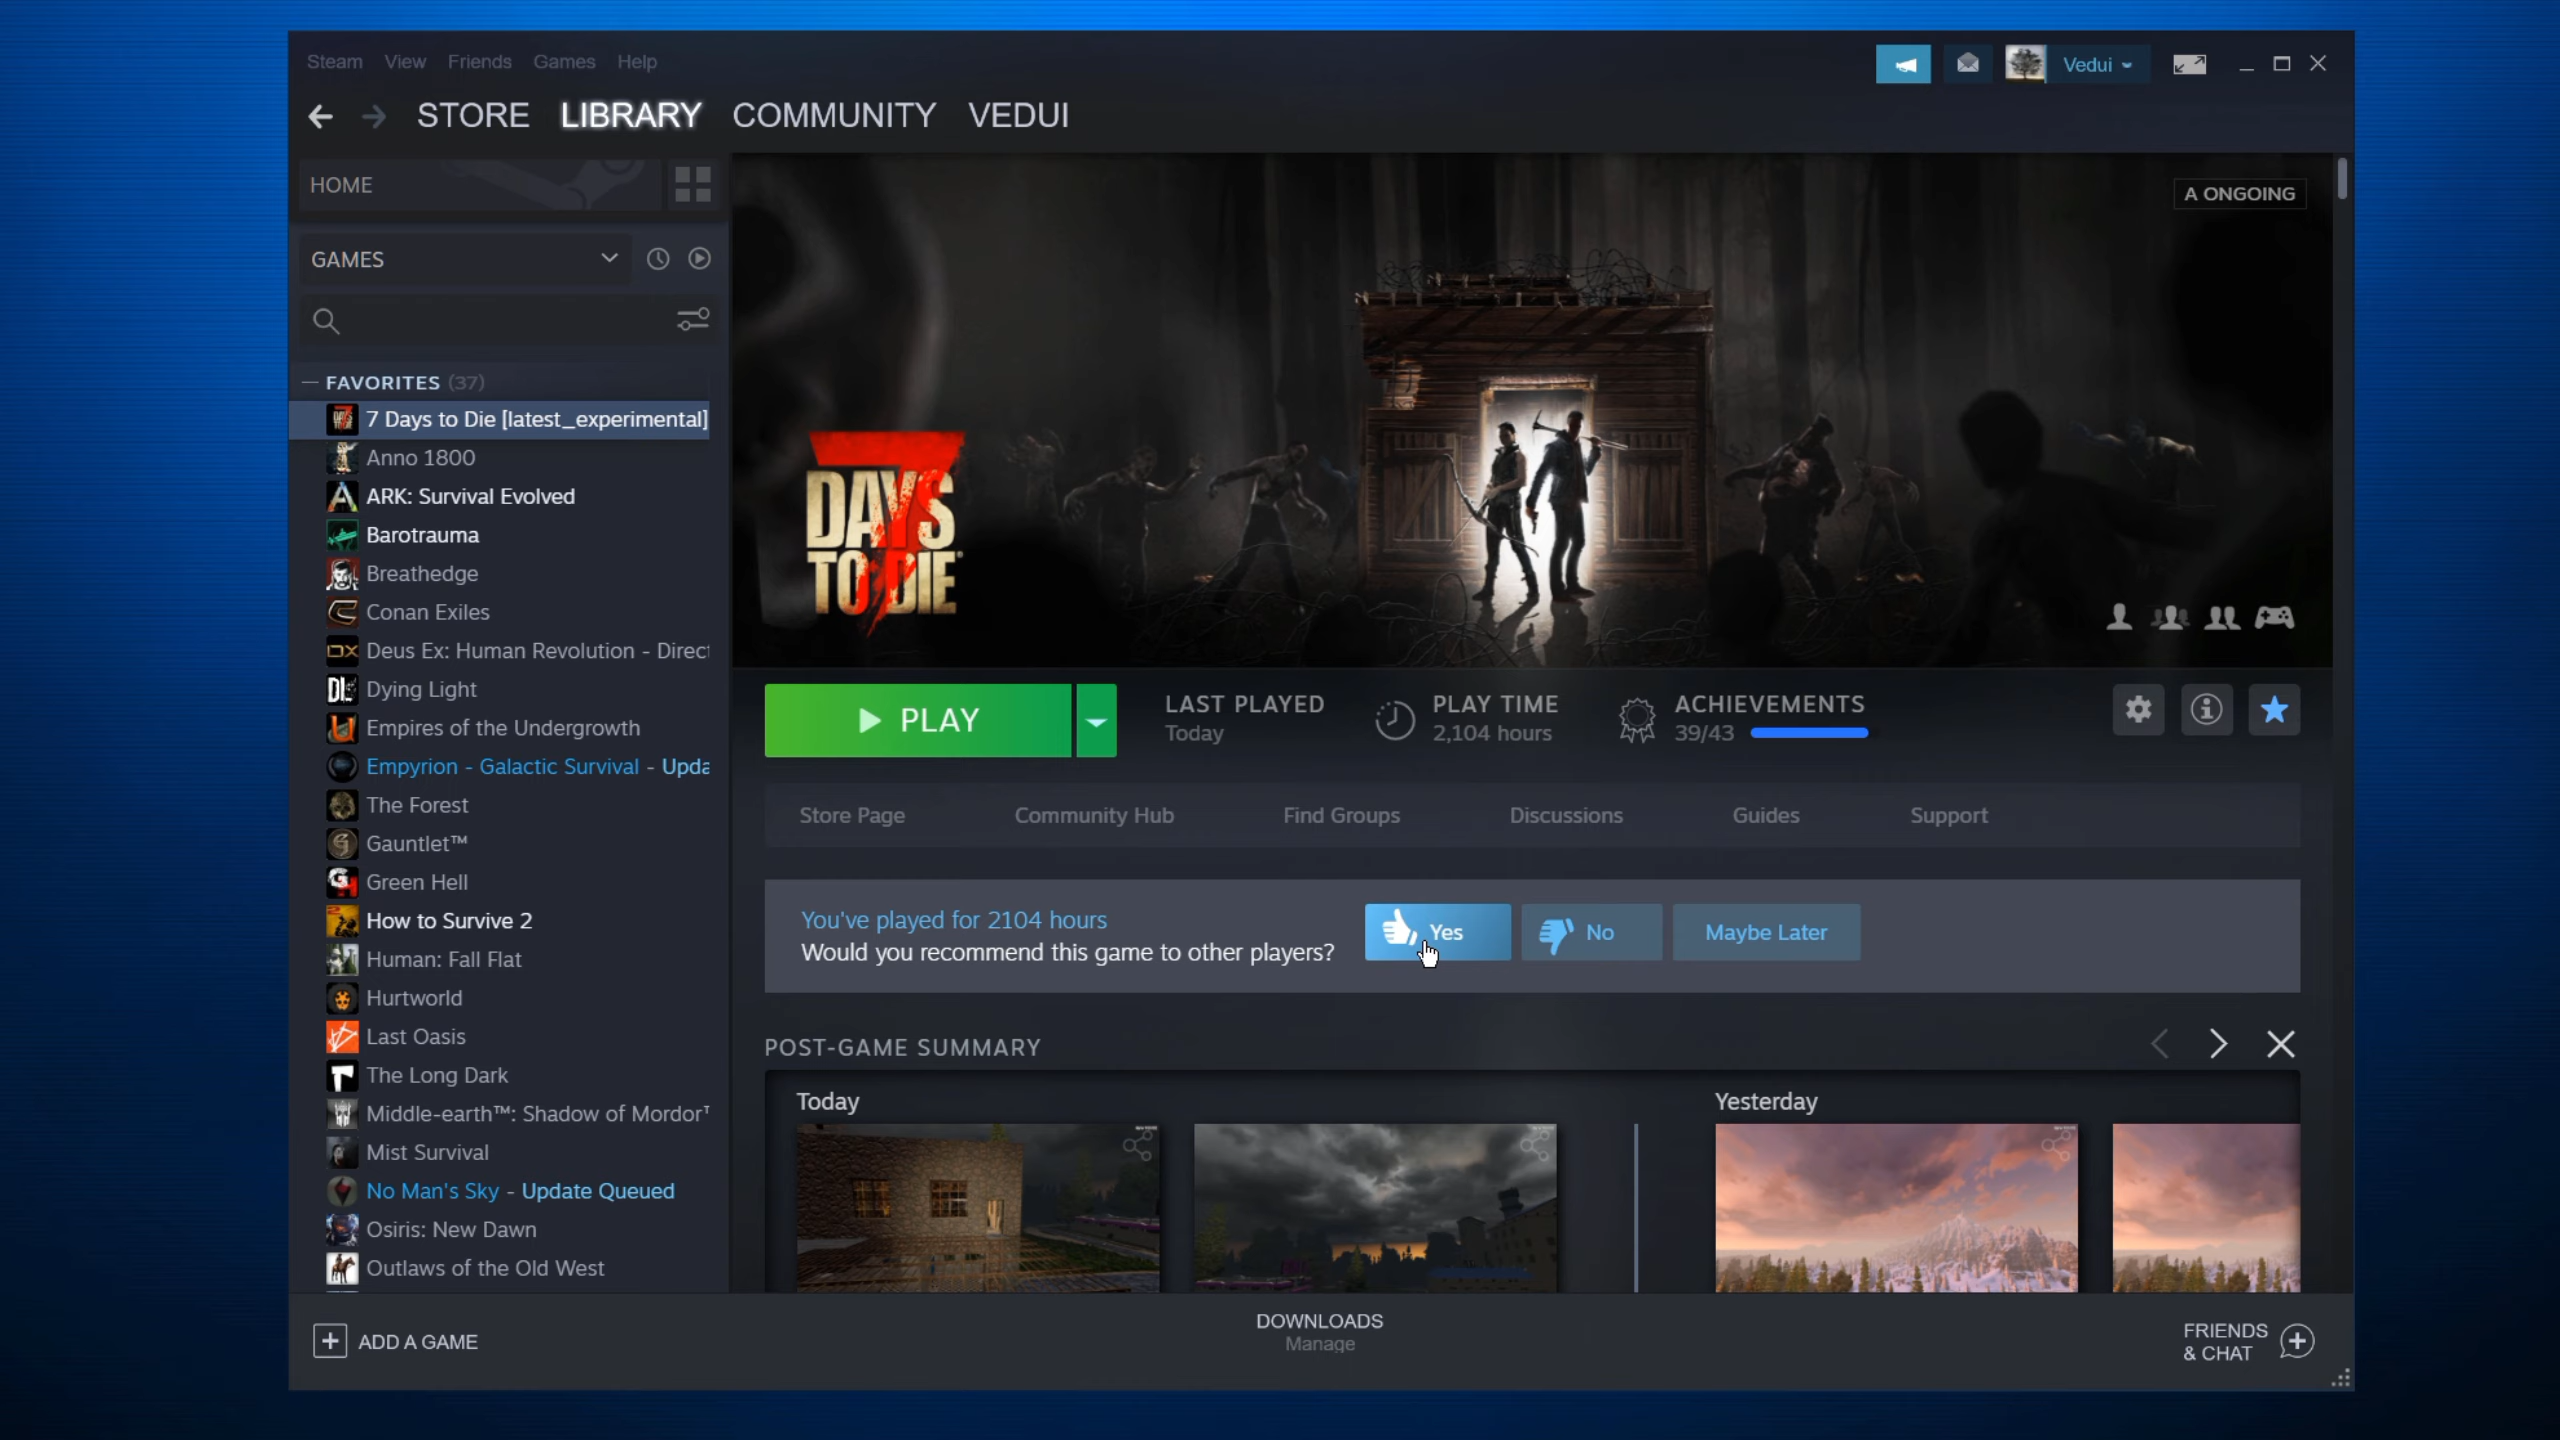 Steam View Friends Games Help
Vedui
STORE LIBRARY COMMUNITY VEDUI
HOME
GAMES
FAVORITES (37)
7 Days to Die [latest_experimental]
Anno 1800
ARK: Survival Evolved
Barotrauma
Breathedge
Conan Exiles
Deus Ex: Human Revolution - Direct
Dying Light
Empires of the Undergrowth
Empyrion - Galactic Survival - Upda
The Forest
Gauntlet™
Green Hell
How to Survive 2
Human: Fall Flat
Hurtworld
Last Oasis
The Long Dark
Middle-earth™: Shadow of Mordor™
Mist Survival
No Man's Sky - Update Queued
Osiris: New Dawn
Outlaws of the Old West
A ONGOING
7
DAYS
TO DIE
PLAY
LAST PLAYED
Today
PLAY TIME
2,104 hours
ACHIEVEMENTS
39/43
Store Page Community Hub Find Groups Discussions Guides Support
You've played for 2104 hours
Would you recommend this game to other players?
Yes
No
Maybe Later
POST-GAME SUMMARY
Today
Yesterday
ADD A GAME
DOWNLOADS
Manage
FRIENDS
& CHAT